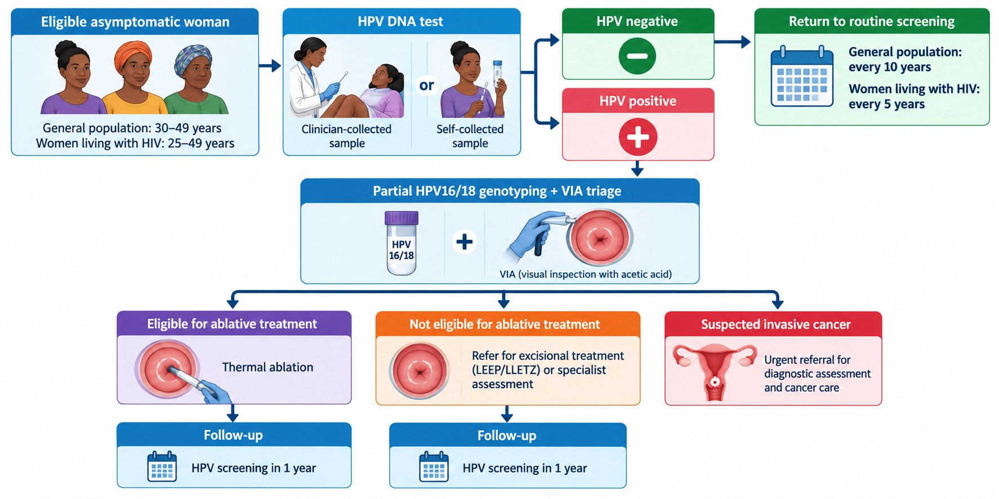 Eligible asymptomatic woman
General population: 30–49 years
Women living with HIV: 25–49 years
HPV DNA test
or
Clinician-collected
sample
Self-collected
sample
HPV negative
HPV positive
Return to routine screening
General population:
every 10 years
Women living with HIV:
every 5 years
Partial HPV16/18 genotyping + VIA triage
HPV
16/18
VIA (visual inspection with acetic acid)
Eligible for ablative treatment
Thermal ablation
Not eligible for ablative treatment
Refer for excisional treatment
(LEEP/LLETZ) or specialist
assessment
Suspected invasive cancer
Urgent referral for
diagnostic assessment
and cancer care
Follow-up
HPV screening in 1 year
Follow-up
HPV screening in 1 year